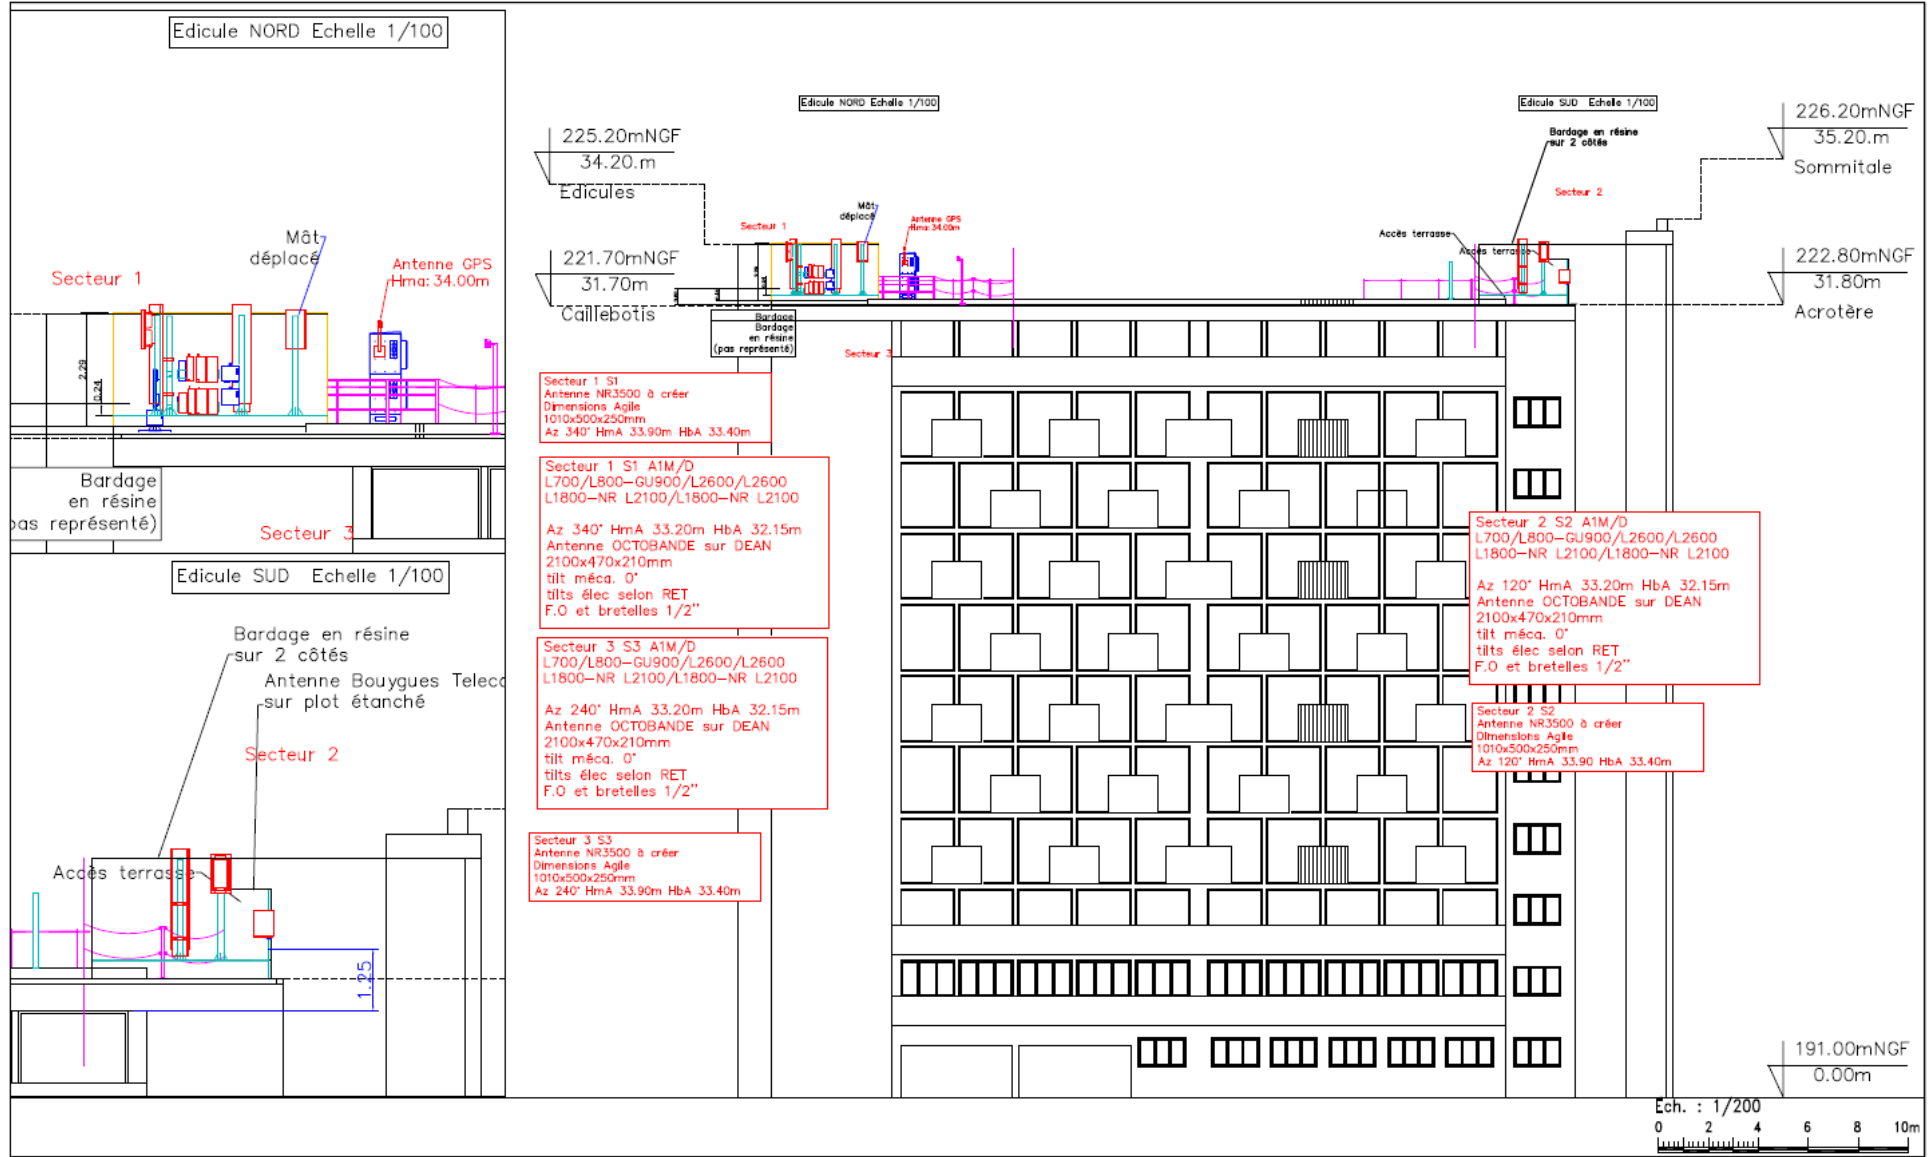 Edicule NORD Echelle 1/100
Mât
déplacé
Secteur 1
Antenne GPS
Hma: 34.00m
2.29
0.24
Bardage
en résine
pas représenté)
Secteur 3
Edicule SUD Echelle 1/100
Bardage en résine
sur 2 côtés
Antenne Bouygues Telec
sur plot étanché
Secteur 2
Accès terrasse
1.25
Edicule NORD Echelle 1/100
Edicule SUD Echelle 1/100
225.20mNGF
34.20.m
Edicules
221.70mNGF
31.70m
Caillebotis
Secteur 1
Mât
déplacé
Antenne GPS
Hma:34.00m
Bardage
Bardage
en résine
(pas représenté)
Secteur 3
Bardage en résine
sur 2 côtés
Secteur 2
Accès terrasse
Accès terrasse
226.20mNGF
35.20.m
Sommitale
222.80mNGF
31.80m
Acrotère
Secteur 1 S1
Antenne NR3500 à créer
Dimensions Agile
1010x500x250mm
Az 340° HmA 33.90m HbA 33.40m
Secteur 1 S1 A1M/D
L700/L800-GU900/L2600/L2600
L1800-NR L2100/L1800-NR L2100
Az 340° HmA 33.20m HbA 32.15m
Antenne OCTOBANDE sur DEAN
2100x470x210mm
tilt méca. 0°
tilts élec selon RET
F.O et bretelles 1/2"
Secteur 3 S3 A1M/D
L700/L800-GU900/L2600/L2600
L1800-NR L2100/L1800-NR L2100
Az 240° HmA 33.20m HbA 32.15m
Antenne OCTOBANDE sur DEAN
2100x470x210mm
tilt méca. 0°
tilts élec selon RET
F.O et bretelles 1/2"
Secteur 3 S3
Antenne NR3500 à créer
Dimensions Agile
1010x500x250mm
Az 240° HmA 33.90m HbA 33.40m
Secteur 2 S2 A1M/D
L700/L800-GU900/L2600/L2600
L1800-NR L2100/L1800-NR L2100
Az 120° HmA 33.20m HbA 32.15m
Antenne OCTOBANDE sur DEAN
2100x470x210mm
tilt méca. 0°
tilts élec selon RET
F.O et bretelles 1/2"
Secteur 2 S2
Antenne NR3500 à créer
Dimensions Agile
1010x500x250mm
Az 120° HmA 33.90 HbA 33.40m
191.00mNGF
0.00m
Ech. : 1/200
0 2 4 6 8 10m